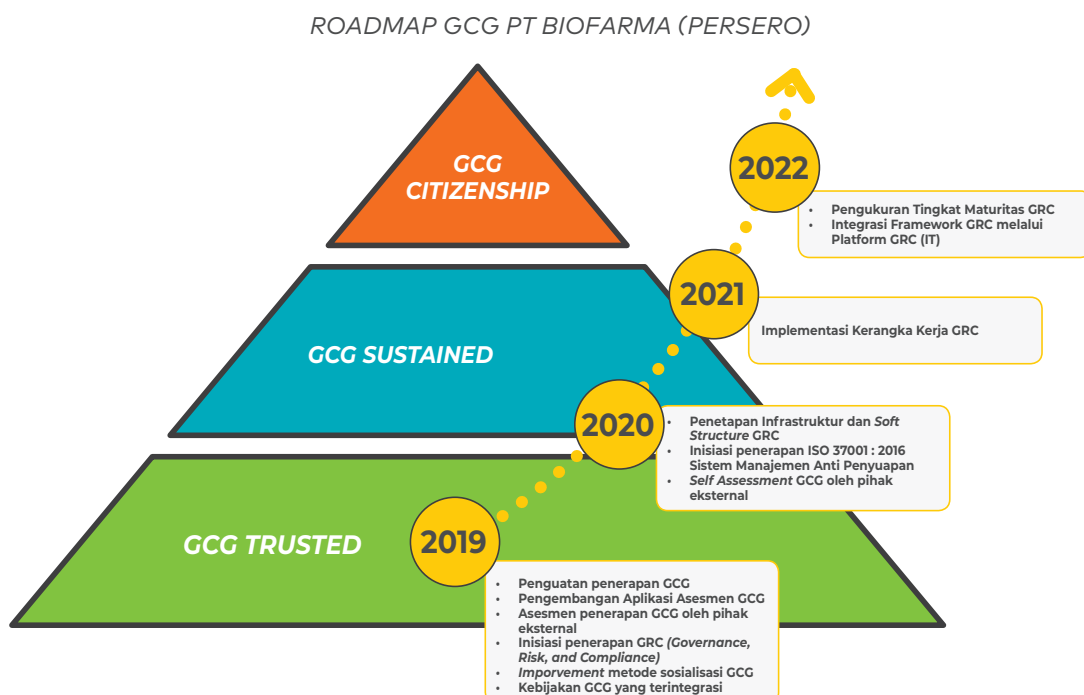 ROADMAP GCG PT BIOFARMA (PERSERO)
GCG
CITIZENSHIP
2022
• Pengukuran Tingkat Maturitas GRC
• Integrasi Framework GRC melalui
Platform GRC (IT)
2021
Implementasi Kerangka Kerja GRC
GCG SUSTAINED
2020
• Penetapan Infrastruktur dan Soft
Structure GRC
• Inisiasi penerapan ISO 37001 : 2016
Sistem Manajemen Anti Penyuapan
• Self Assessment GCG oleh pihak
eksternal
GCG TRUSTED
2019
• Penguatan penerapan GCG
• Pengembangan Aplikasi Asesmen GCG
• Asesmen penerapan GCG oleh pihak
eksternal
• Inisiasi penerapan GRC (Governance,
Risk, and Compliance)
• Imporvement metode sosialisasi GCG
• Kebijakan GCG yang terintegrasi